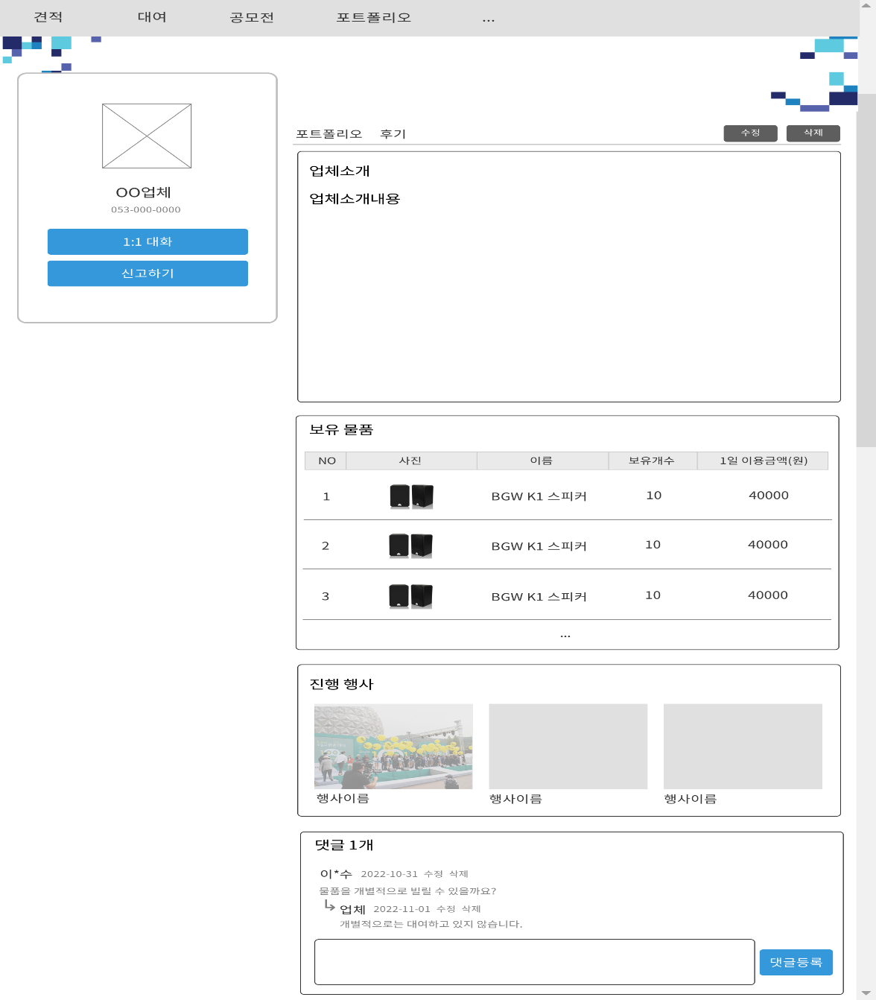 견적 대여 공모전 포트폴리오 ...
OO업체
053-000-0000
1:1 대화
신고하기
포트폴리오 후기 수정 삭제
업체소개
업체소개내용
보유 물품
NO 사진 이름 보유개수 1일 이용금액(원)
1 BGW K1 스피커 10 40000
2 BGW K1 스피커 10 40000
3 BGW K1 스피커 10 40000
...
진행 행사
행사이름 행사이름 행사이름
댓글 1개
이*수 2022-10-31 수정 삭제
물품을 개별적으로 빌릴 수 있을까요?
업체 2022-11-01 수정 삭제
개별적으로는 대여하고 있지 않습니다.
댓글등록